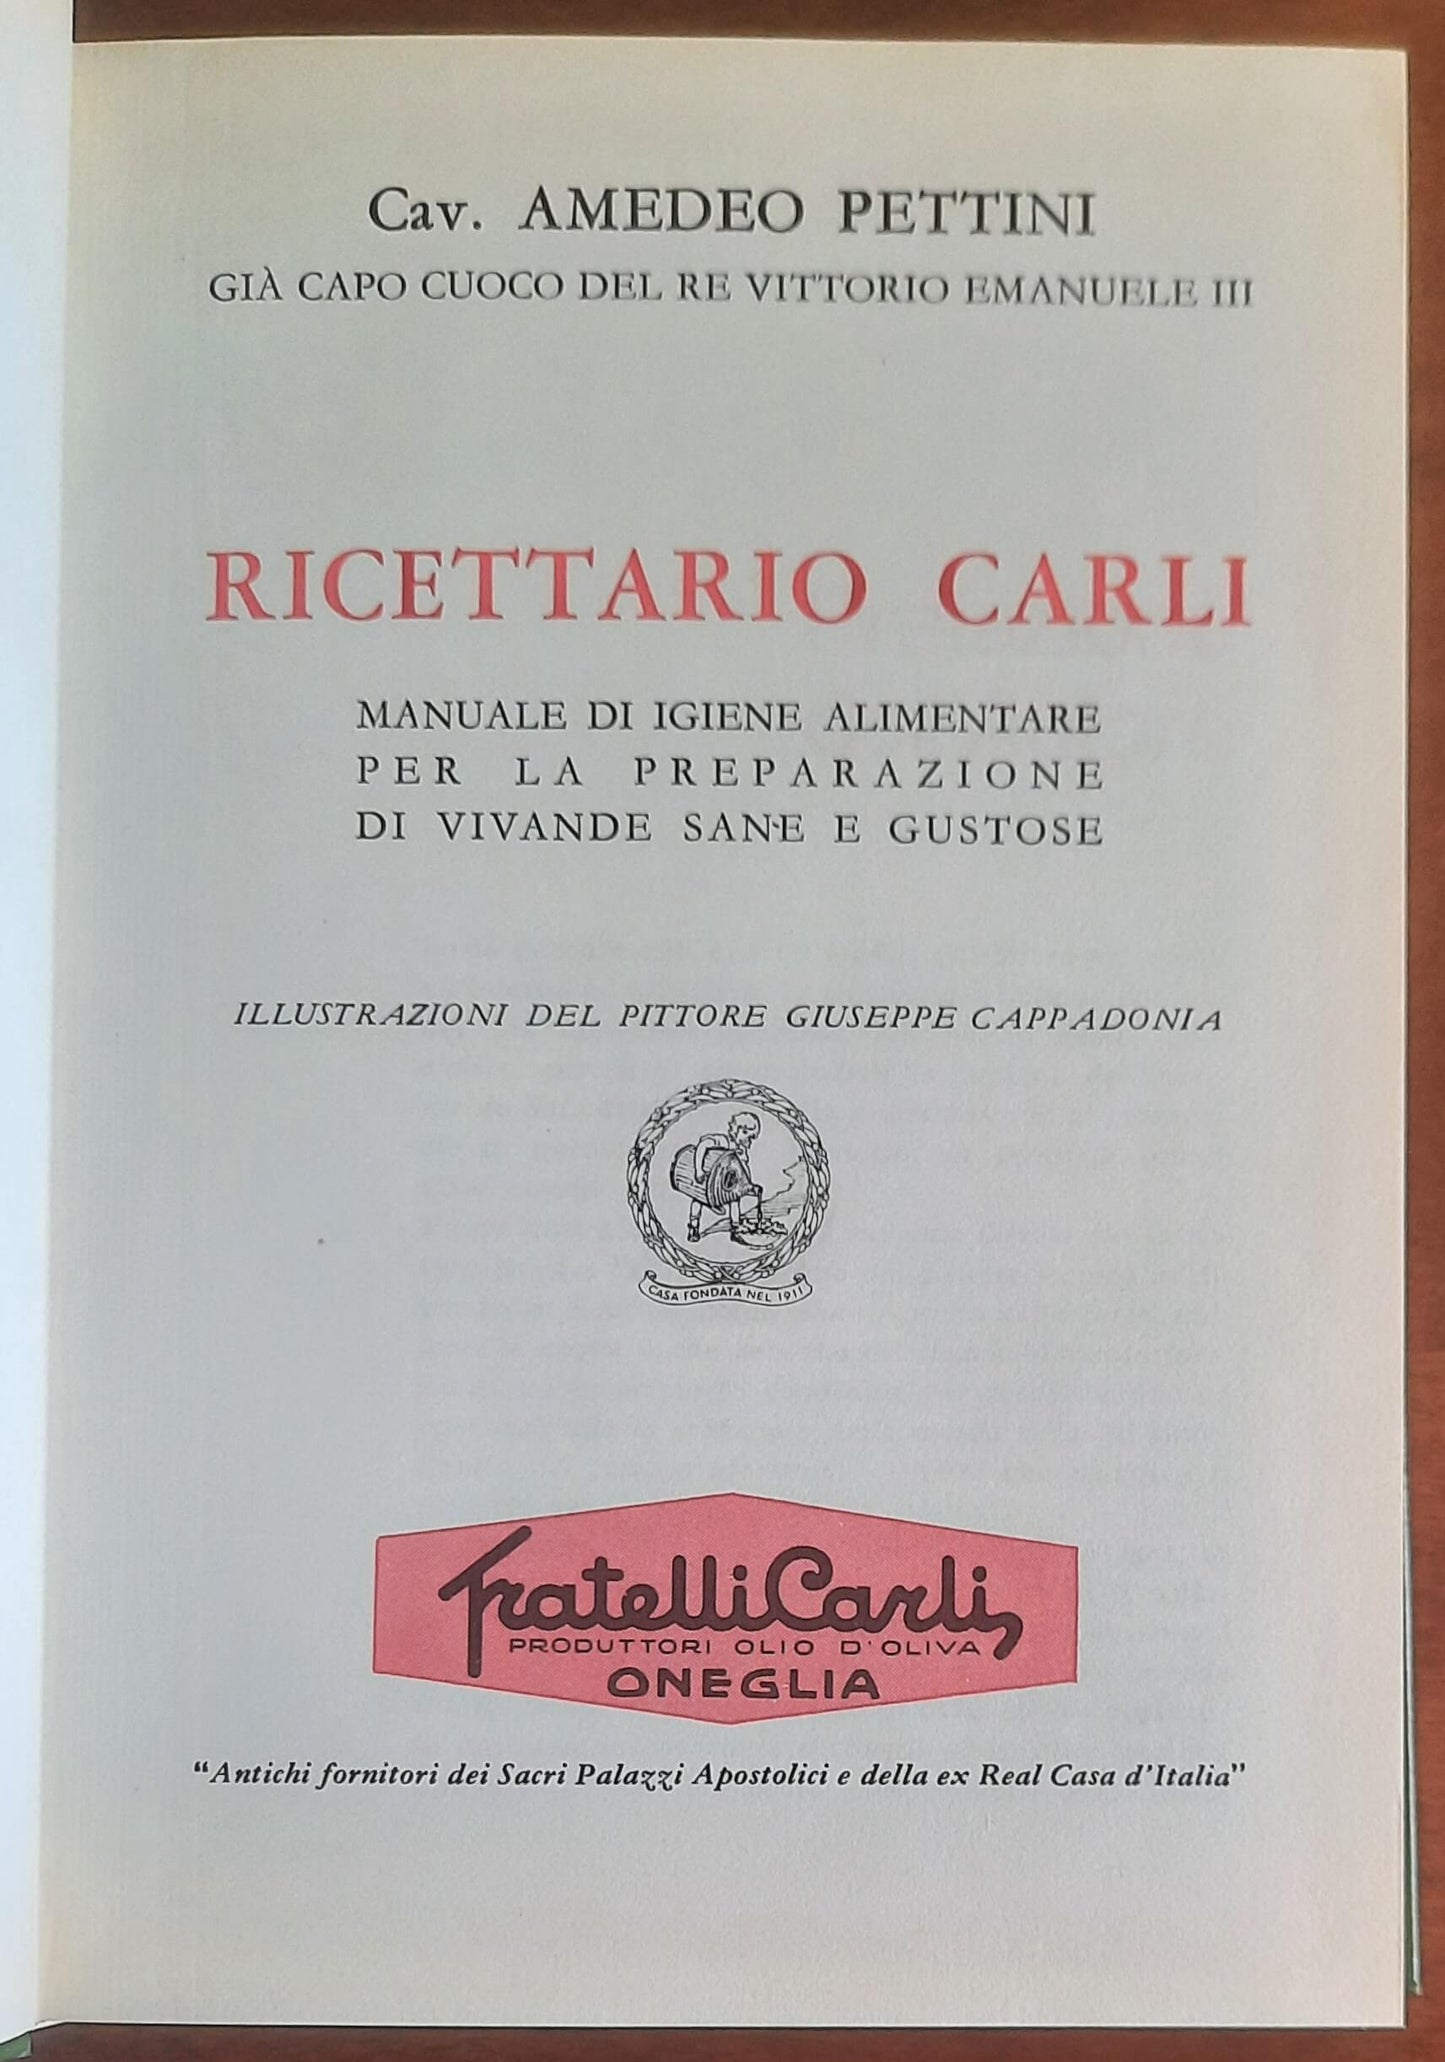 Cav. AMEDEO PETTINI
GIÀ CAPO CUOCO DEL RE VITTORIO EMANUELE III
RICETTARIO CARLI
MANUALE DI IGIENE ALIMENTARE
PER LA PREPARAZIONE
DI VIVANDE SANE E GUSTOSE
ILLUSTRAZIONI DEL PITTORE GIUSEPPE CAPPADONIA
CASA FONDATA NEL 1911
Fratelli Carli
PRODUTTORI OLIO D'OLIVA
ONEGLIA
"Antichi fornitori dei Sacri Palazzi Apostolici e della ex Real Casa d'Italia"